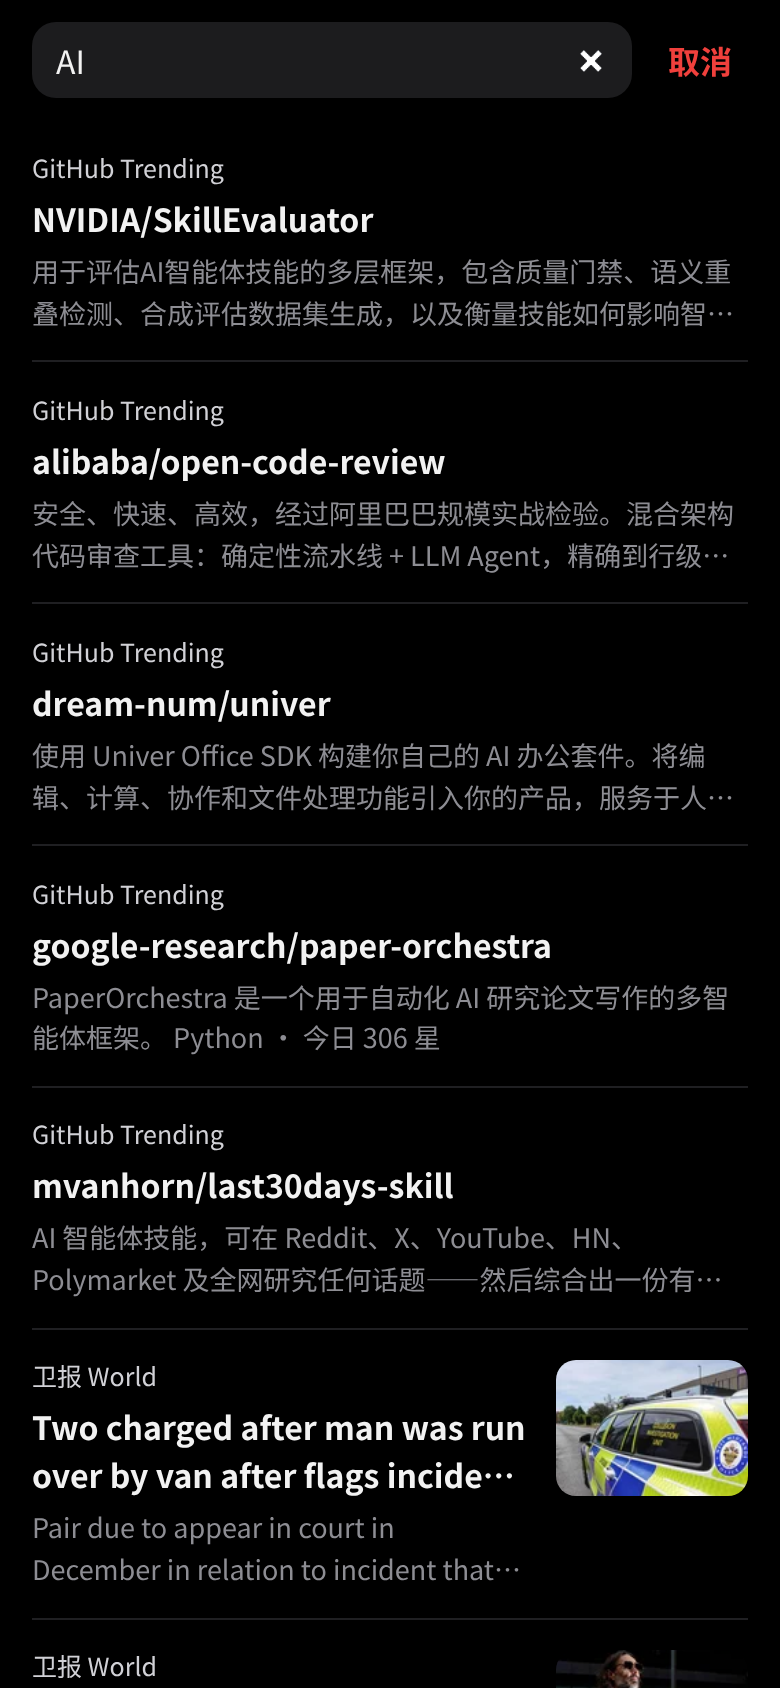 AI
取消
GitHub Trending
NVIDIA/SkillEvaluator
用于评估AI智能体技能的多层框架，包含质量门禁、语义重
叠检测、合成评估数据集生成，以及衡量技能如何影响智…
GitHub Trending
alibaba/open-code-review
安全、快速、高效，经过阿里巴巴规模实战检验。混合架构
代码审查工具：确定性流水线 + LLM Agent，精确到行级…
GitHub Trending
dream-num/univer
使用 Univer Office SDK 构建你自己的 AI 办公套件。将编
辑、计算、协作和文件处理功能引入你的产品，服务于人…
GitHub Trending
google-research/paper-orchestra
PaperOrchestra 是一个用于自动化 AI 研究论文写作的多智
能体框架。 Python · 今日 306 星
GitHub Trending
mvanhorn/last30days-skill
AI 智能体技能，可在 Reddit、X、YouTube、HN、
Polymarket 及全网研究任何话题——然后综合出一份有…
卫报 World
Two charged after man was run
over by van after flags incide…
Pair due to appear in court in
December in relation to incident that…
卫报 World